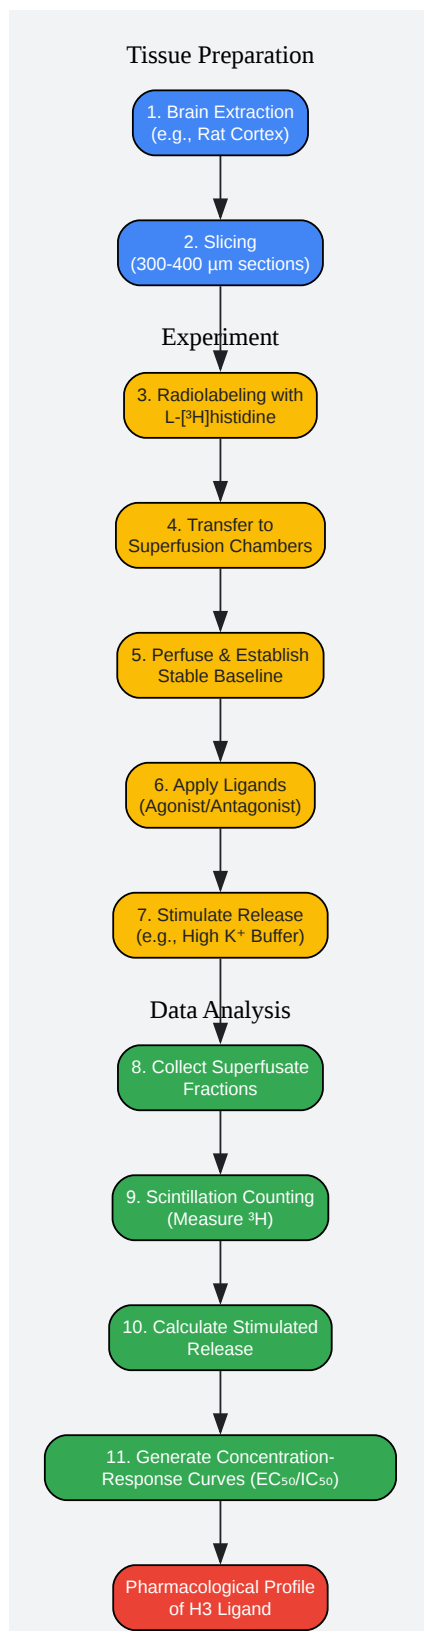 Tissue Preparation
1. Brain Extraction
(e.g., Rat Cortex)
2. Slicing
(300-400 µm sections)
Experiment
3. Radiolabeling with
L-[³H]histidine
4. Transfer to
Superfusion Chambers
5. Perfuse & Establish
Stable Baseline
6. Apply Ligands
(Agonist/Antagonist)
7. Stimulate Release
(e.g., High K⁺ Buffer)
Data Analysis
8. Collect Superfusate
Fractions
9. Scintillation Counting
(Measure ³H)
10. Calculate Stimulated
Release
11. Generate Concentration-
Response Curves (EC₅₀/IC₅₀)
Pharmacological Profile
of H3 Ligand